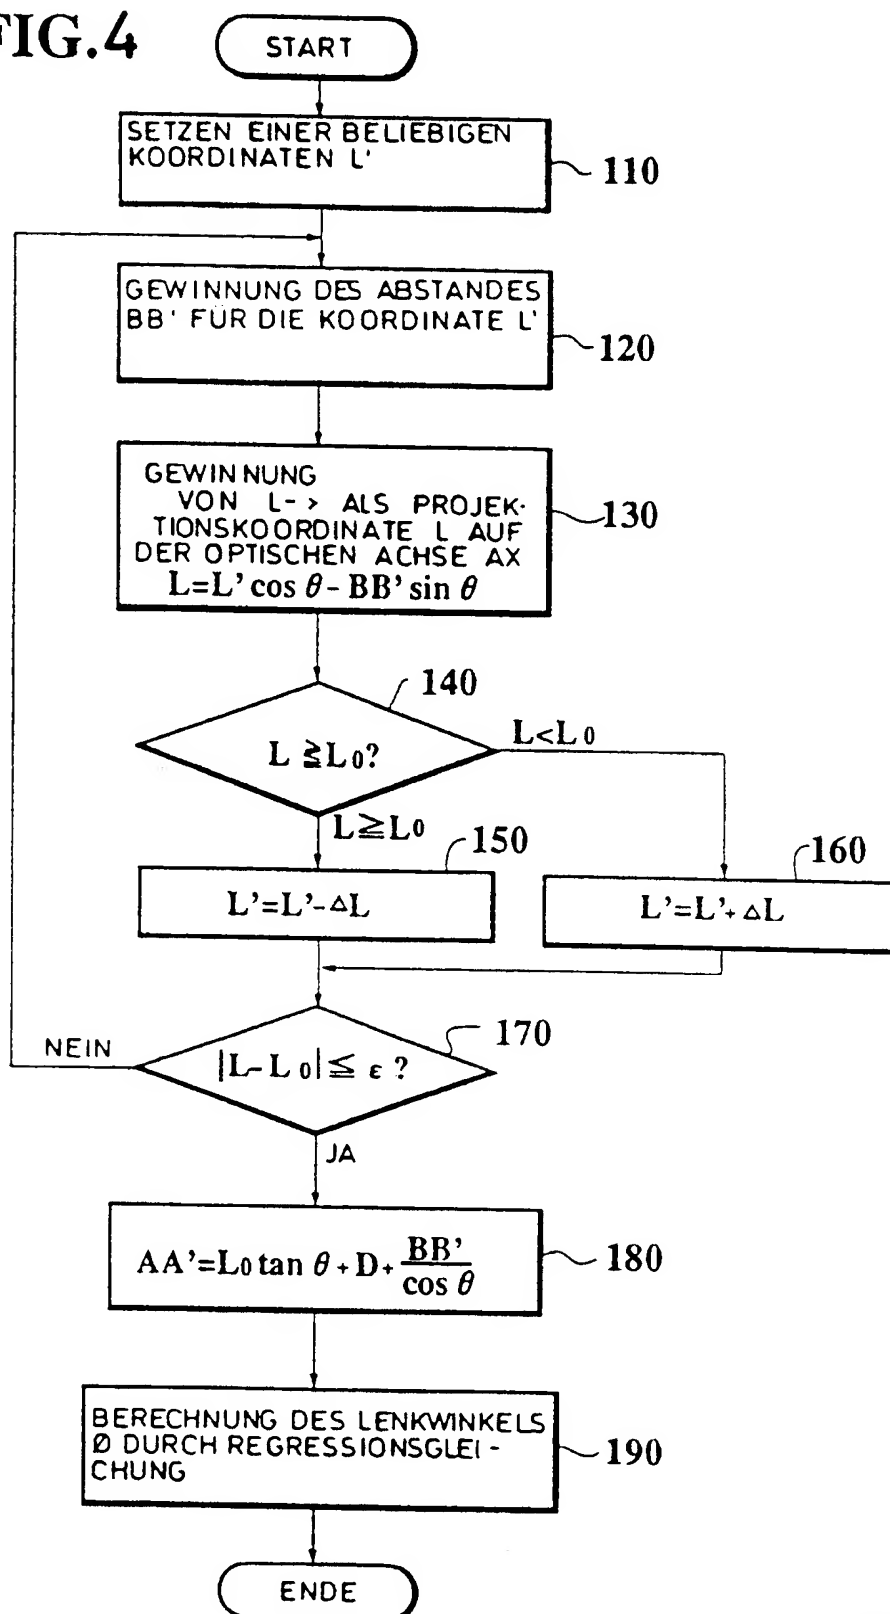 FIG.4
START
SETZEN EINER BELIEBIGEN
KOORDINATEN L'
110
GEWINNUNG DES ABSTANDES
BB' FÜR DIE KOORDINATE L'
120
GEWINNUNG
VON L-> ALS PROJEK-
TIONSKOORDINATE L AUF
DER OPTISCHEN ACHSE AX
L=L' cos θ - BB' sin θ
130
140
L ≧ L0?
L<L0
L≧L0
150
L'=L'-△L
160
L'=L'+△L
170
NEIN
|L-L0| ≦ ε ?
JA
AA'=L0 tan θ + D + BB'
cos θ
180
BERECHNUNG DES LENKWINKELS
Ø DURCH REGRESSIONSGLEI-
CHUNG
190
ENDE